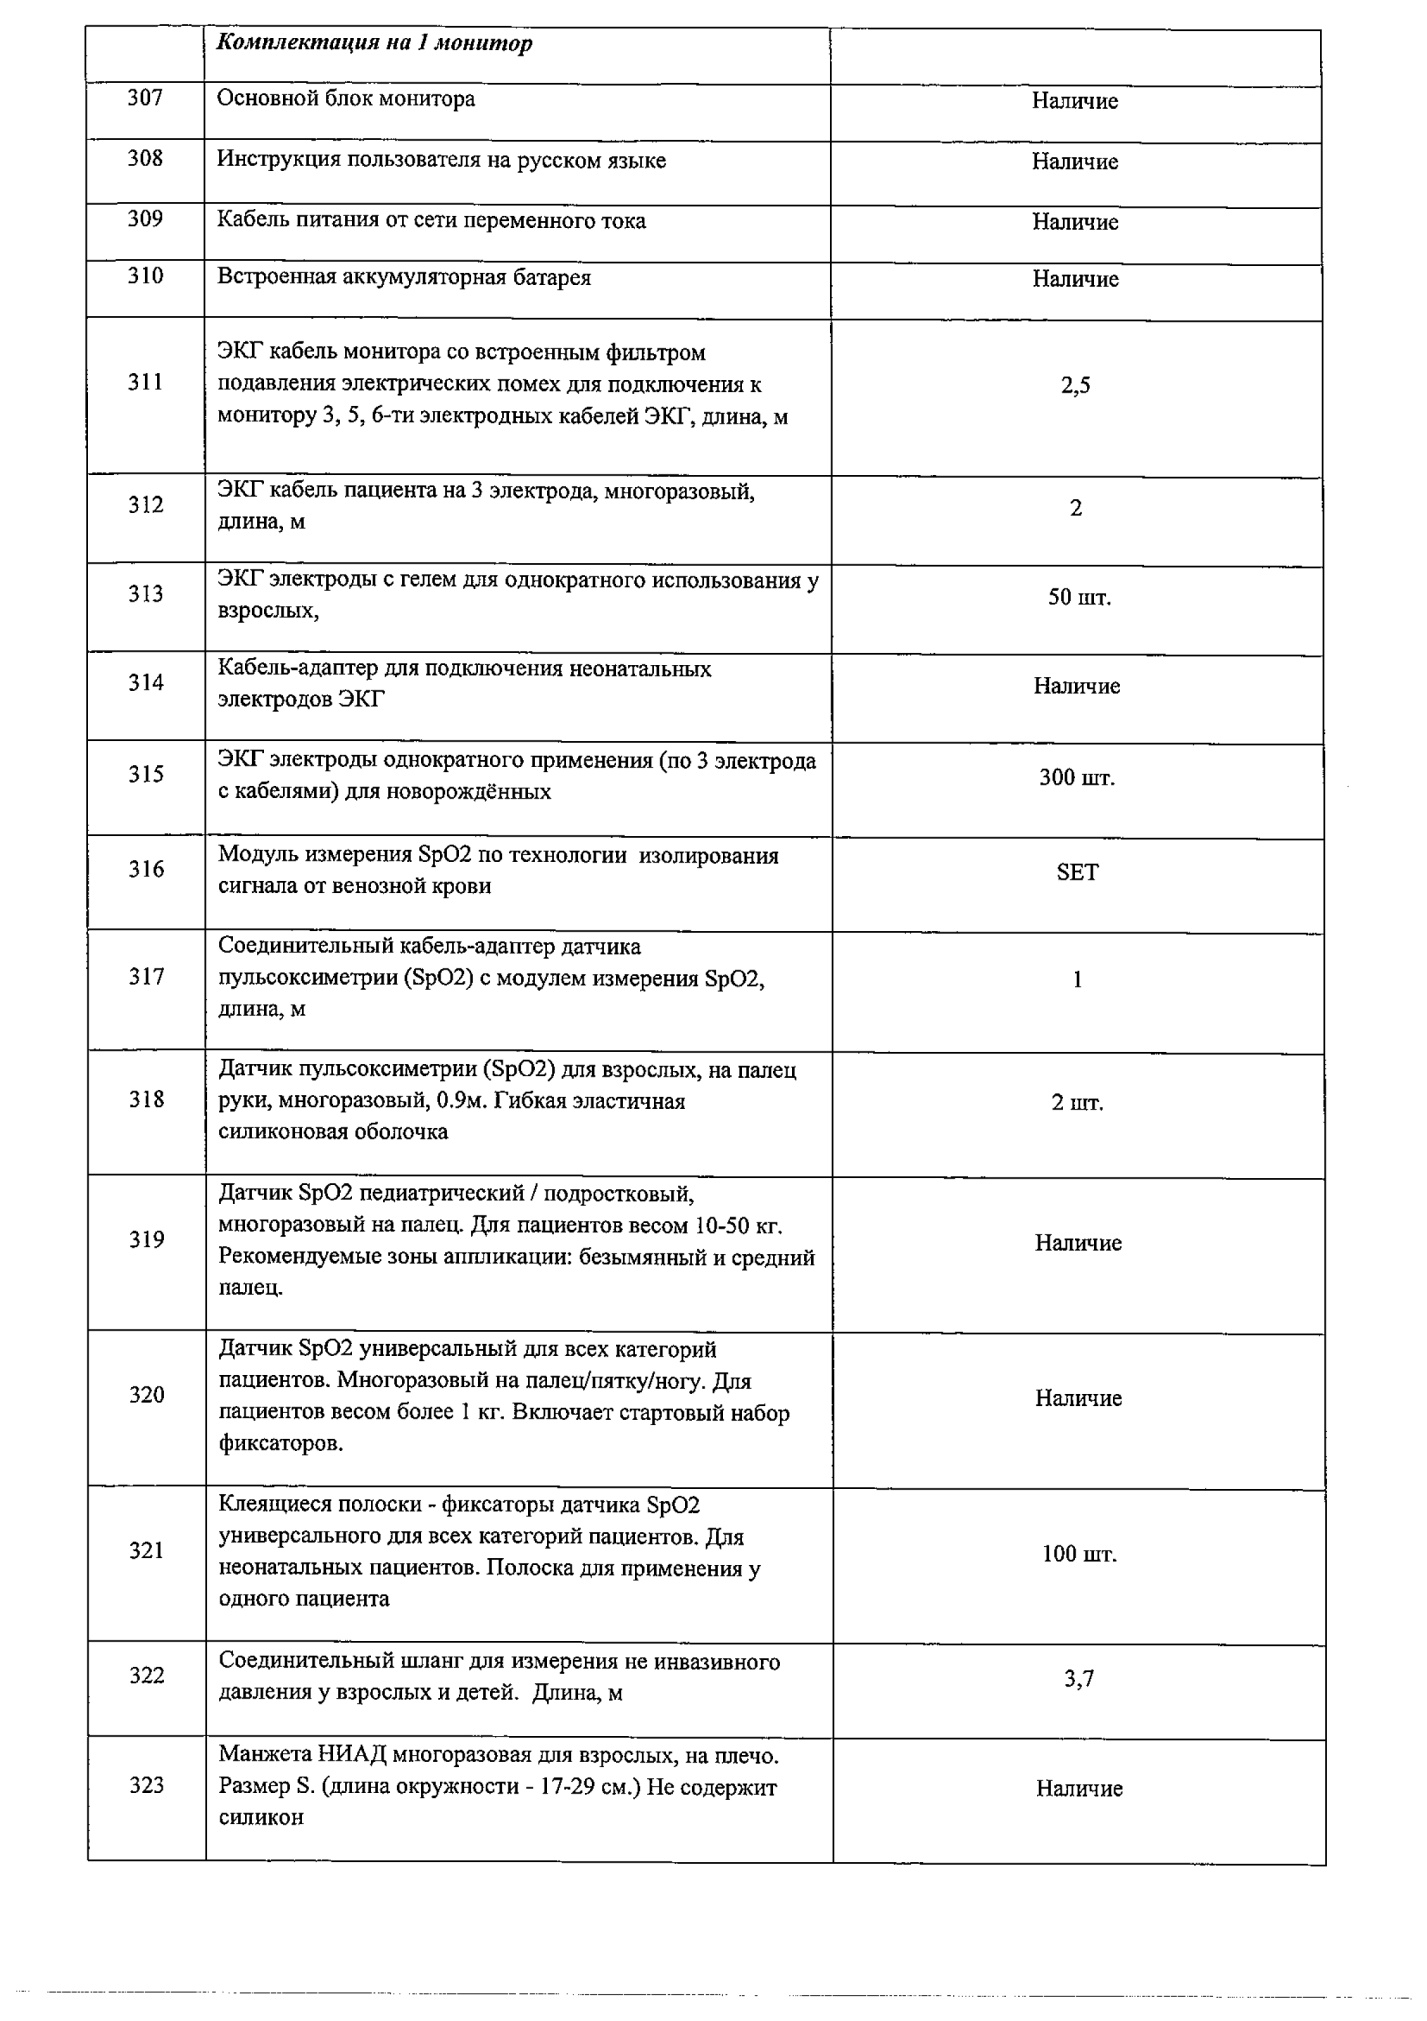 Комплектация на 1 монитор
307 Основной блок монитора Наличие
308 Инструкция пользователя на русском языке Наличие
309 Кабель питания от сети переменного тока Наличие
310 Встроенная аккумуляторная батарея Наличие
ЭКГ кабель монитора со встроенным фильтром
311 подавления электрических помех для подключения к 2,5
монитору 3, 5, 6-ти электродных кабелей ЭКГ, длина, м
312 ЭКГ кабель пациента на 3 электрода, многоразовый, 2
длина, м
313 ЭКГ электроды с гелем для однократного использования у 50 шт.
взрослых,
314 Кабель-адаптер для подключения неонатальных Наличие
электродов ЭКГ
315 ЭКГ электроды однократного применения (по 3 электрода 300 шт.
с кабелями) для новорождённых
316 Модуль измерения SpO2 по технологии изолирования SET
сигнала от венозной крови
Соединительный кабель-адаптер датчика
317 пульсоксиметрии (SpO2) с модулем измерения SpO2, 1
длина, м
Датчик пульсоксиметрии (SpO2) для взрослых, на палец
318 руки, многоразовый, 0.9м. Гибкая эластичная 2 шт.
силиконовая оболочка
Датчик SpO2 педиатрический / подростковый,
319 многоразовый на палец. Для пациентов весом 10-50 кг. Наличие
Рекомендуемые зоны аппликации: безымянный и средний
палец.
Датчик SpO2 универсальный для всех категорий
320 пациентов. Многоразовый на палец/пятку/ногу. Для Наличие
пациентов весом более 1 кг. Включает стартовый набор
фиксаторов.
Клеящиеся полоски - фиксаторы датчика SpO2
321 универсального для всех категорий пациентов. Для 100 шт.
неонатальных пациентов. Полоска для применения у
одного пациента
322 Соединительный шланг для измерения не инвазивного 3,7
давления у взрослых и детей. Длина, м
Манжета НИАД многоразовая для взрослых, на плечо.
323 Размер S. (длина окружности - 17-29 см.) Не содержит Наличие
силикон